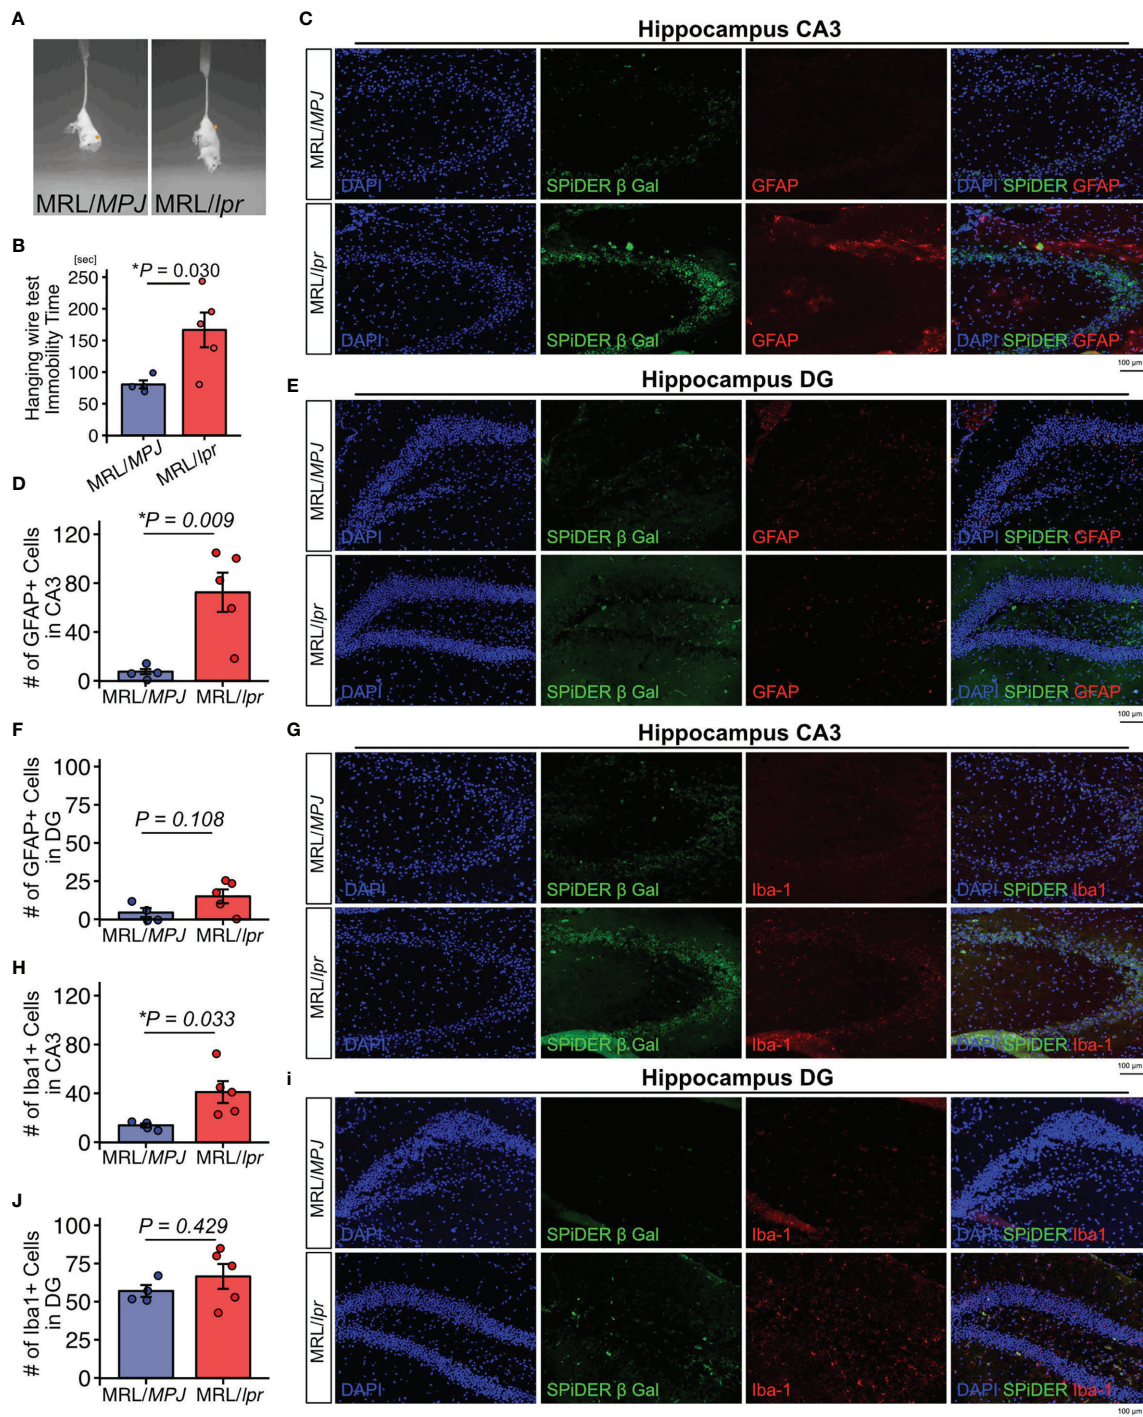 A
MRL/MPJ
MRL/lpr
B
[sec]
*P = 0.030
Hanging wire test
Immobility Time
250
200
150
100
50
0
MRL/MPJ
MRL/lpr
C
Hippocampus CA3
MRL/MPJ
DAPI
SPiDER β Gal
GFAP
DAPI SPiDER GFAP
MRL/lpr
DAPI
SPiDER β Gal
GFAP
DAPI SPiDER GFAP
100 μm
D
*P = 0.009
# of GFAP+ Cells
in CA3
120
80
40
0
MRL/MPJ
MRL/lpr
E
Hippocampus DG
MRL/MPJ
DAPI
SPiDER β Gal
GFAP
DAPI SPiDER GFAP
MRL/lpr
DAPI
SPiDER β Gal
GFAP
DAPI SPiDER GFAP
100 μm
F
P = 0.108
# of GFAP+ Cells
in DG
100
75
50
25
0
MRL/MPJ
MRL/lpr
G
Hippocampus CA3
MRL/MPJ
DAPI
SPiDER β Gal
Iba-1
DAPI SPiDER Iba1
MRL/lpr
DAPI
SPiDER β Gal
Iba-1
DAPI SPiDER Iba-1
100 μm
H
*P = 0.033
# of Iba1+ Cells
in CA3
120
80
40
0
MRL/MPJ
MRL/lpr
i
Hippocampus DG
MRL/MPJ
DAPI
SPiDER β Gal
Iba-1
DAPI SPiDER Iba1
MRL/lpr
DAPI
SPiDER β Gal
Iba-1
DAPI SPiDER Iba-1
100 μm
J
P = 0.429
# of Iba1+ Cells
in DG
100
75
50
25
0
MRL/MPJ
MRL/lpr